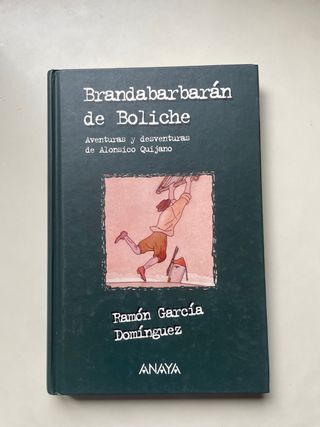 Brandabarbarán
de Boliche
Aventuras y desventuras
de Alonsico Quijano
Ramón García
Domínguez
ANAYA